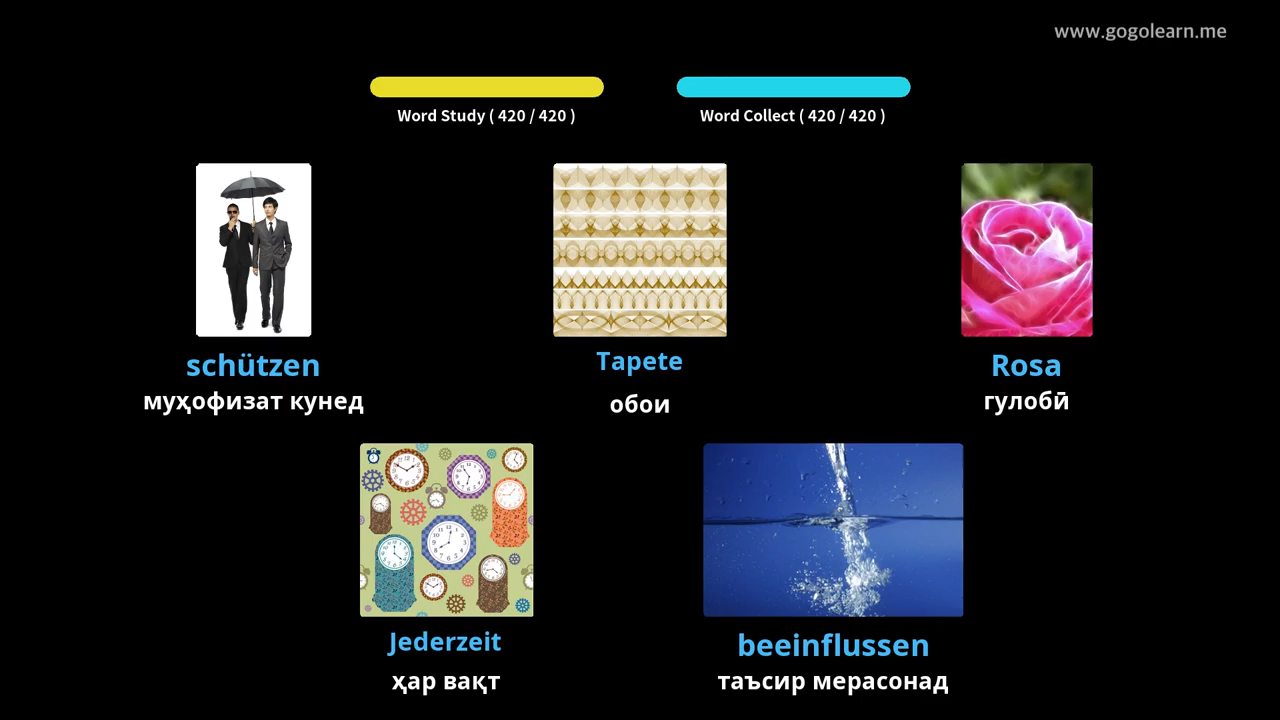 www.gogolearn.me
Word Study ( 420 / 420 )
Word Collect ( 420 / 420 )
schützen
муҳофизат кунед
Tapete
обои
Rosa
гулобӣ
Jederzeit
ҳар вақт
beeinflussen
таъсир мерасонад